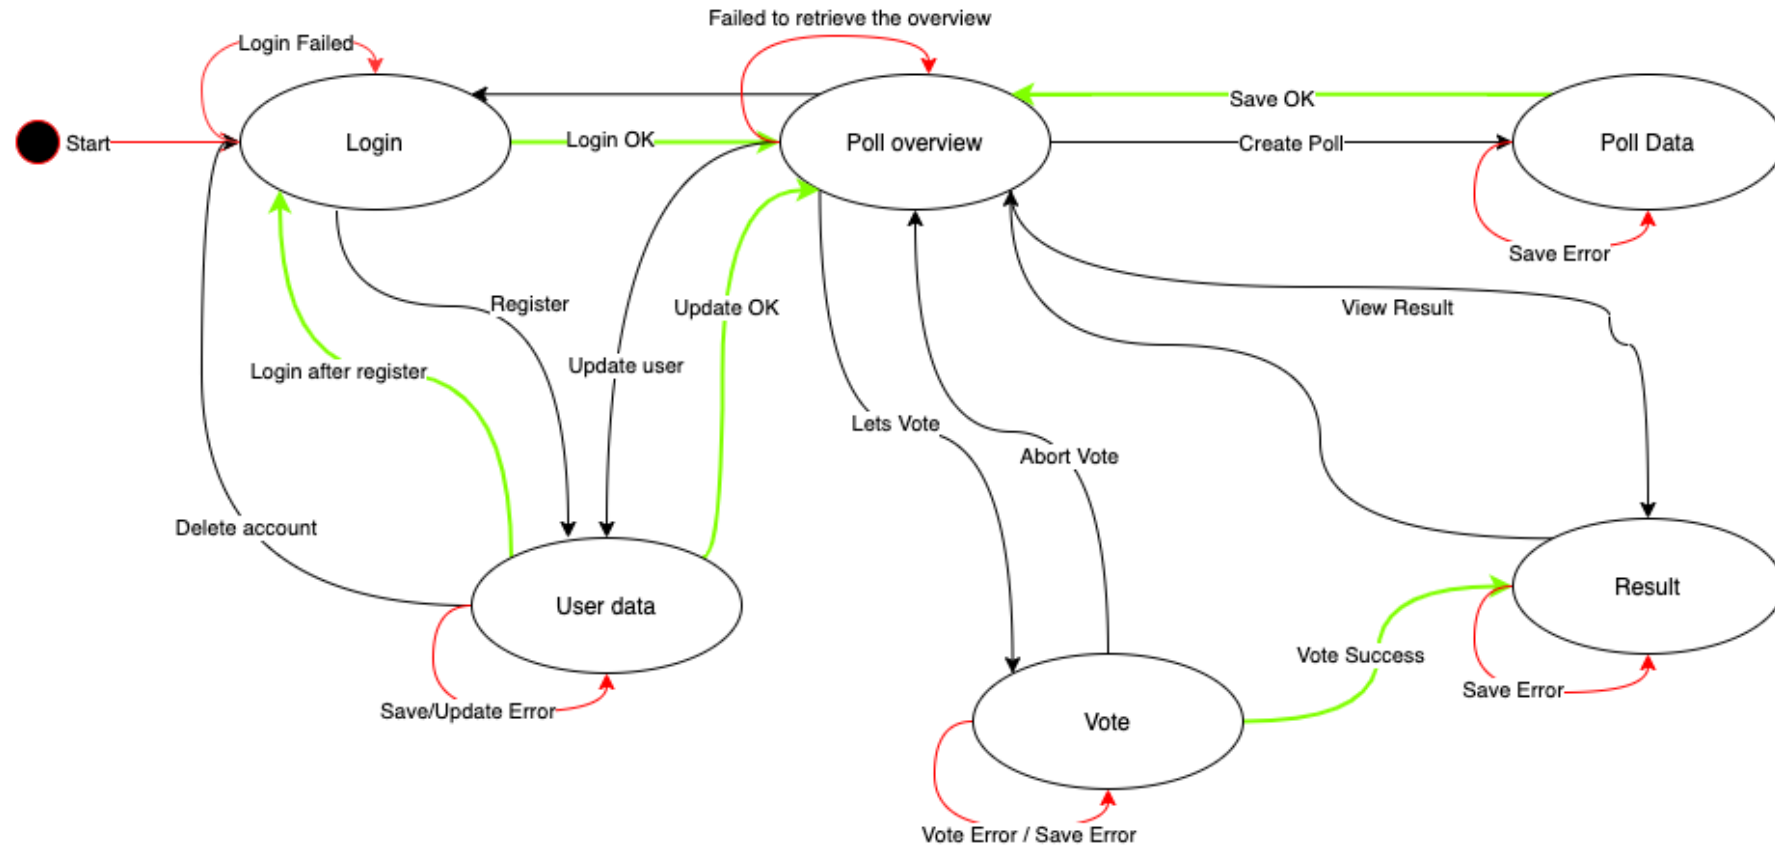 Failed to retrieve the overview
Login Failed
Save OK
Start
Login
Login OK
Poll overview
Create Poll
Poll Data
Save Error
Register
Update OK
View Result
Login after register
Update user
Lets Vote
Abort Vote
Delete account
User data
Result
Vote Success
Save Error
Save/Update Error
Vote
Vote Error / Save Error